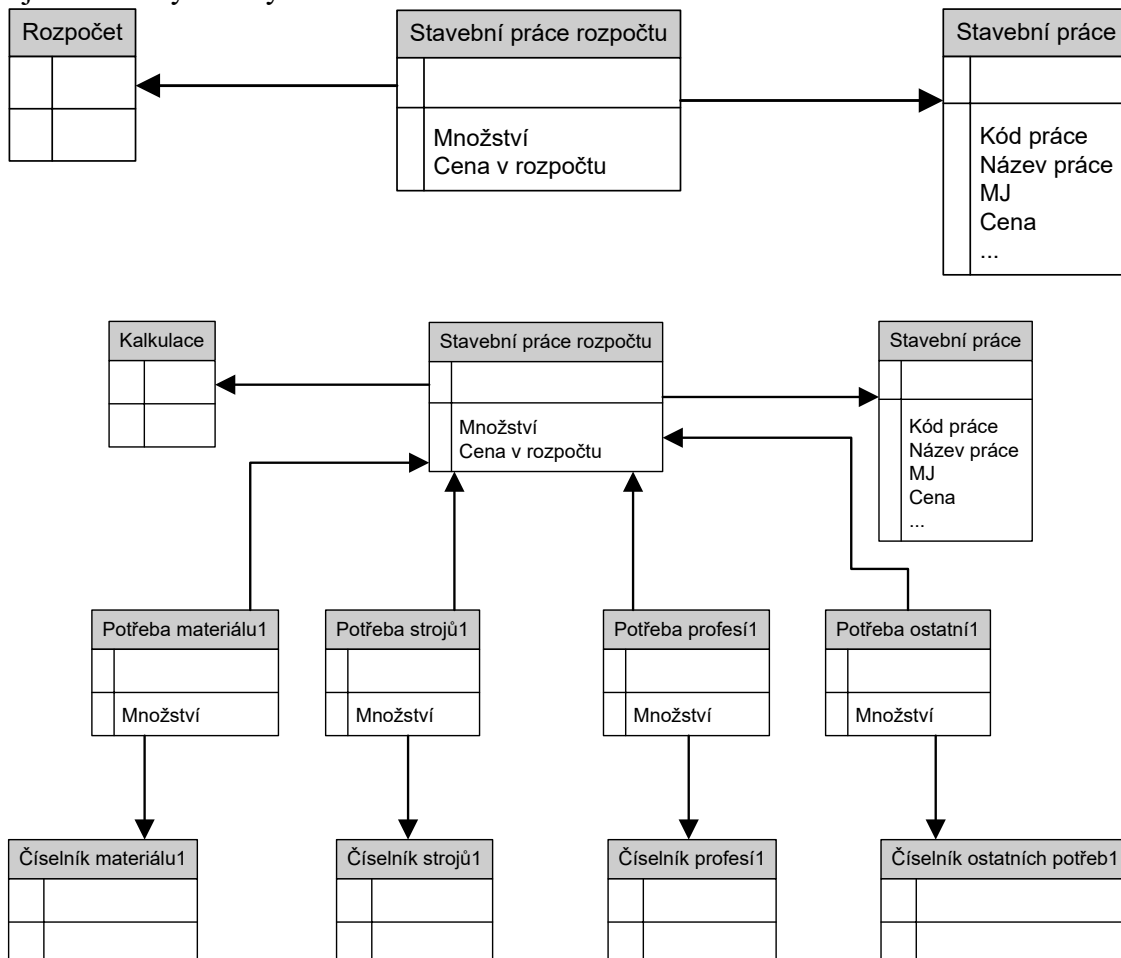 Rozpočet
Stavební práce rozpočtu
Stavební práce
Množství
Cena v rozpočtu
Kód práce
Název práce
MJ
Cena
...
Kalkulace
Stavební práce rozpočtu
Stavební práce
Množství
Cena v rozpočtu
Kód práce
Název práce
MJ
Cena
...
Potřeba materiálu1
Potřeba strojů1
Potřeba profesí1
Potřeba ostatní1
Množství
Množství
Množství
Množství
Číselník materiálu1
Číselník strojů1
Číselník profesí1
Číselník ostatních potřeb1